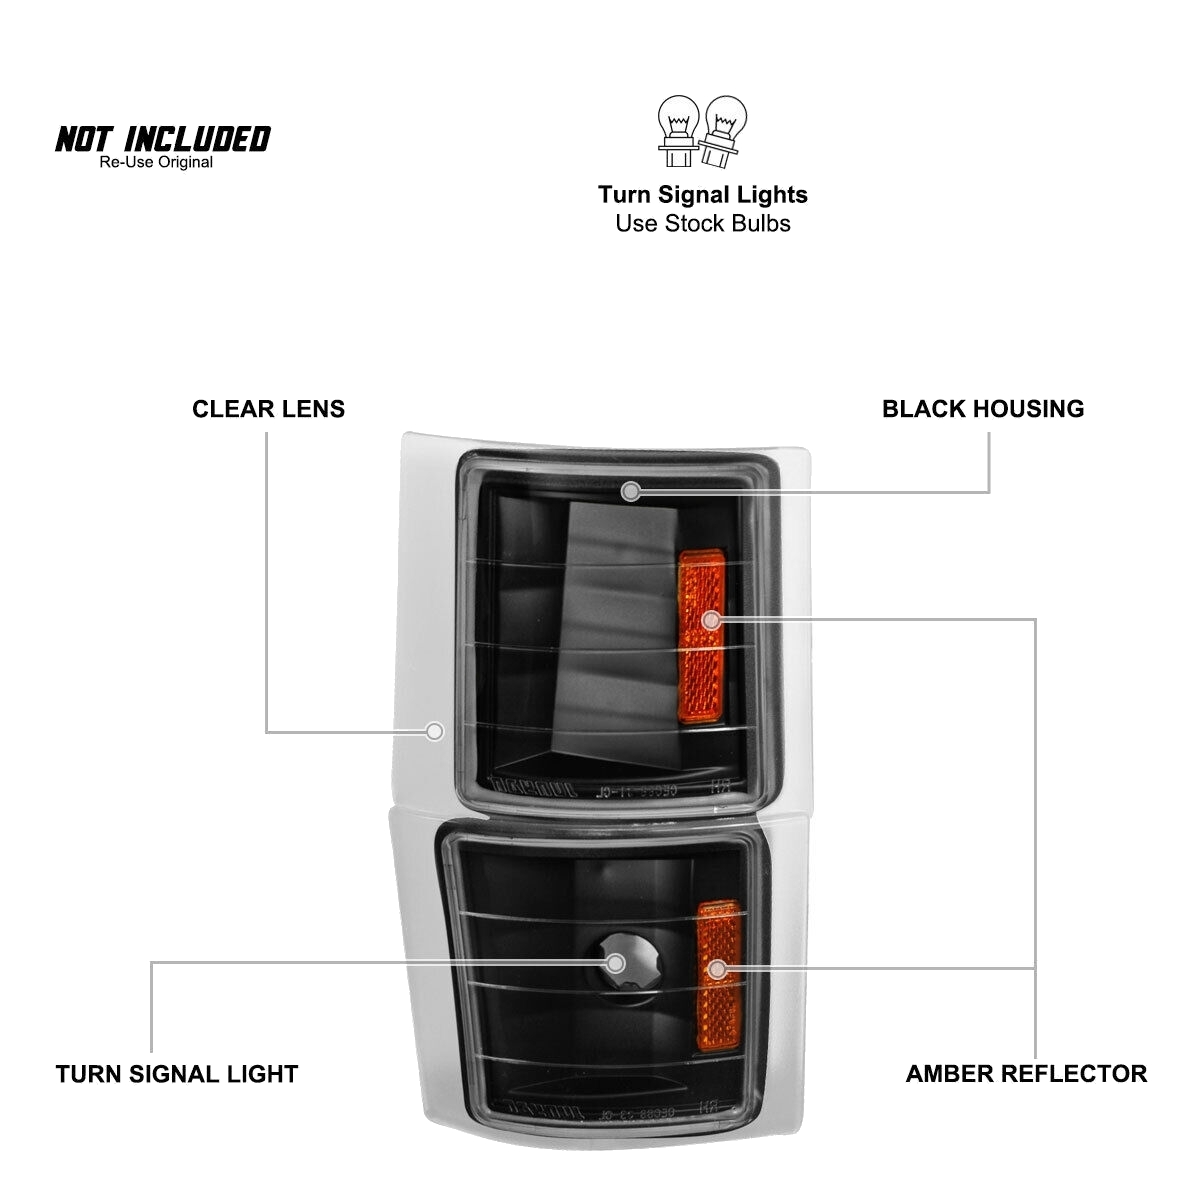 NOT INCLUDED
Re-Use Original
Turn Signal Lights
Use Stock Bulbs
CLEAR LENS
BLACK HOUSING
TURN SIGNAL LIGHT
AMBER REFLECTOR